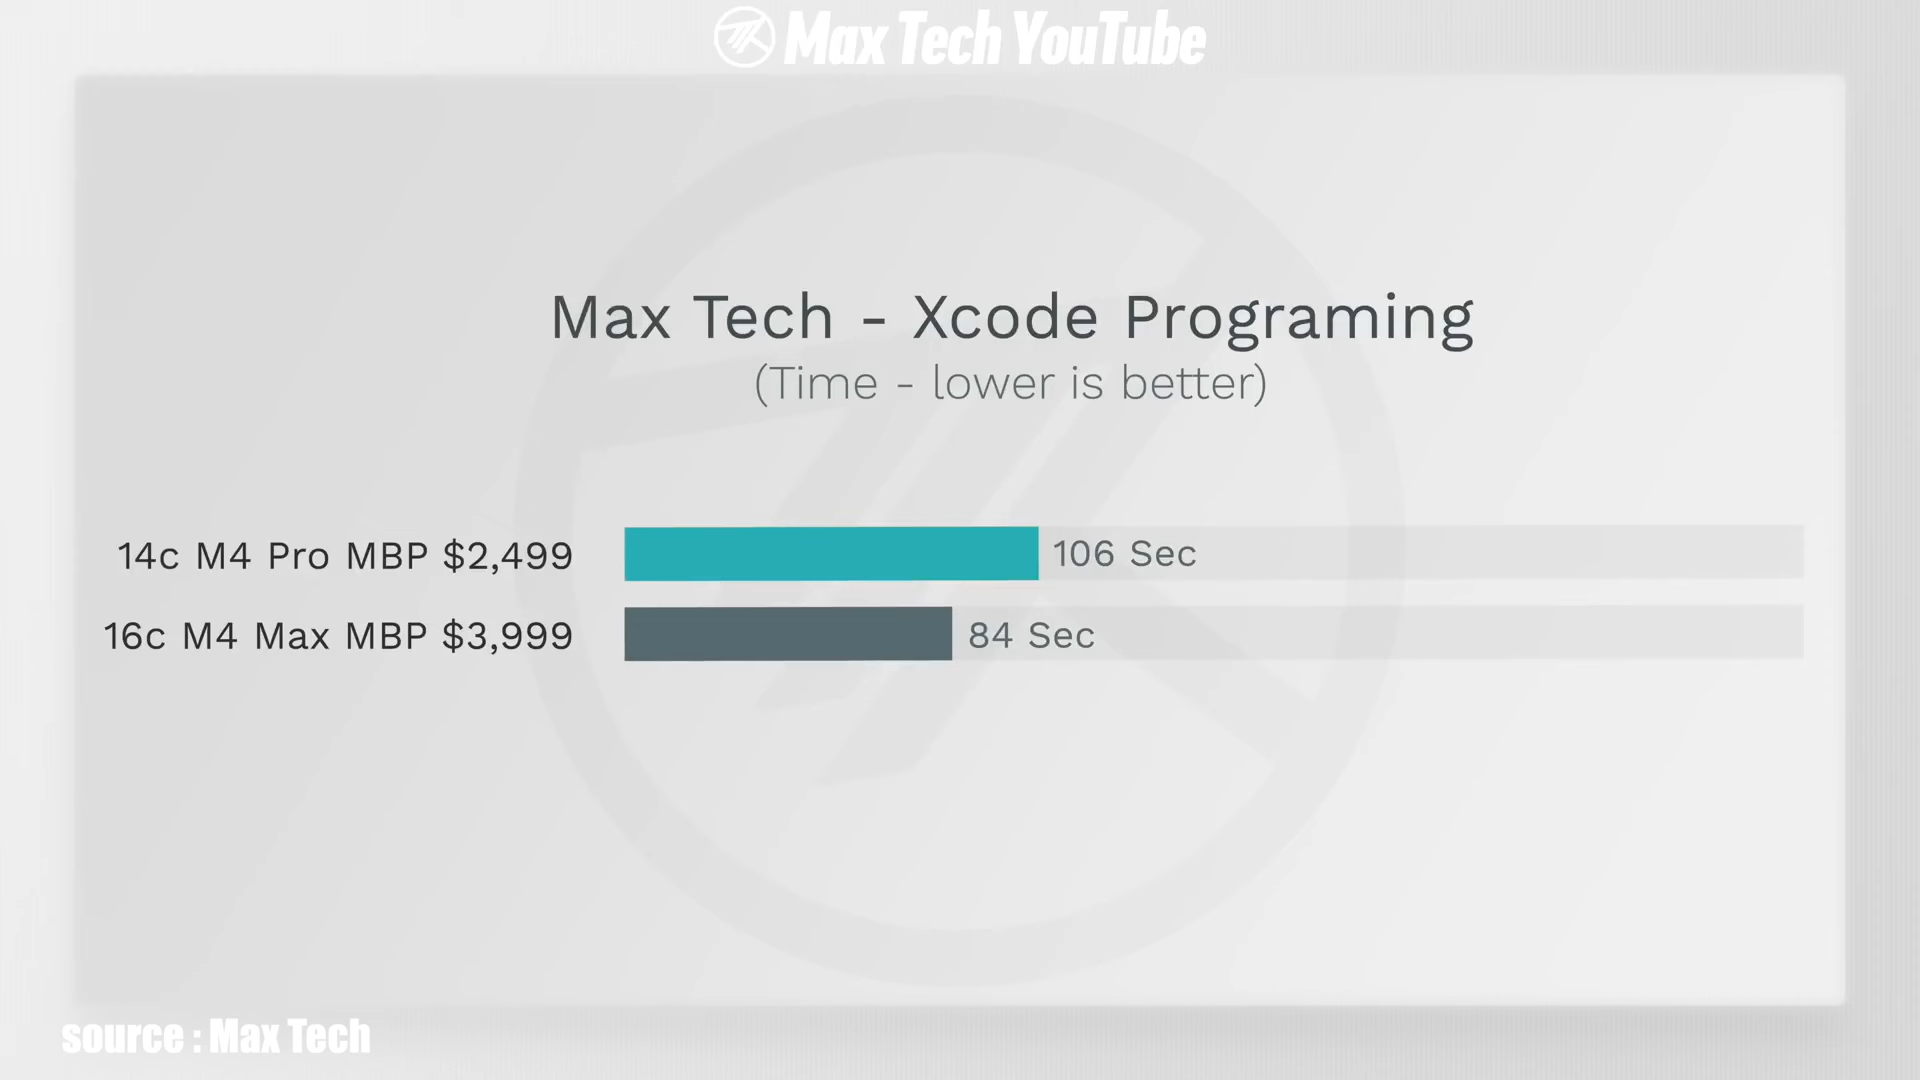 Max Tech YouTube
Max Tech - Xcode Programing
(Time - lower is better)
14c M4 Pro MBP $2,499 106 Sec
16c M4 Max MBP $3,999 84 Sec
source : Max Tech